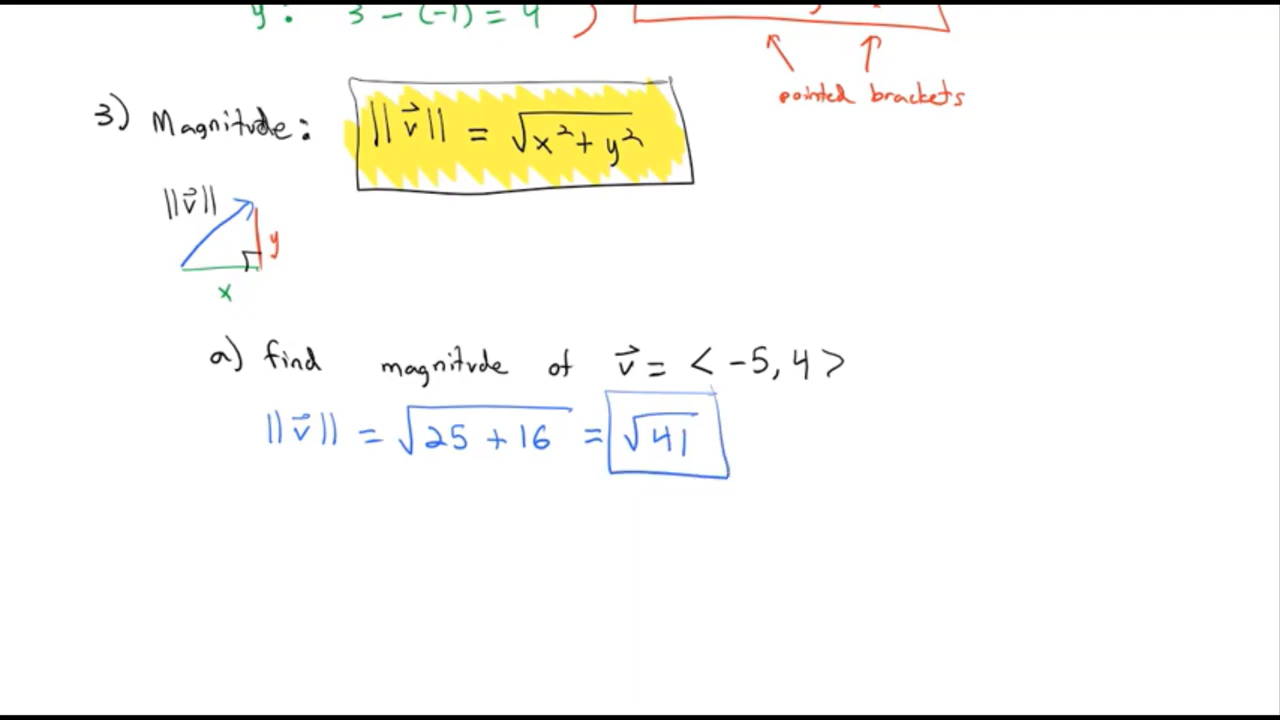 y: 3 - (-1) = 4
pointed brackets
3) Magnitude: ||v⃗|| = √(x² + y²)
||v⃗||
y
x
a) find magnitude of v⃗ = < -5, 4 >
||v⃗|| = √(25 + 16) = √41